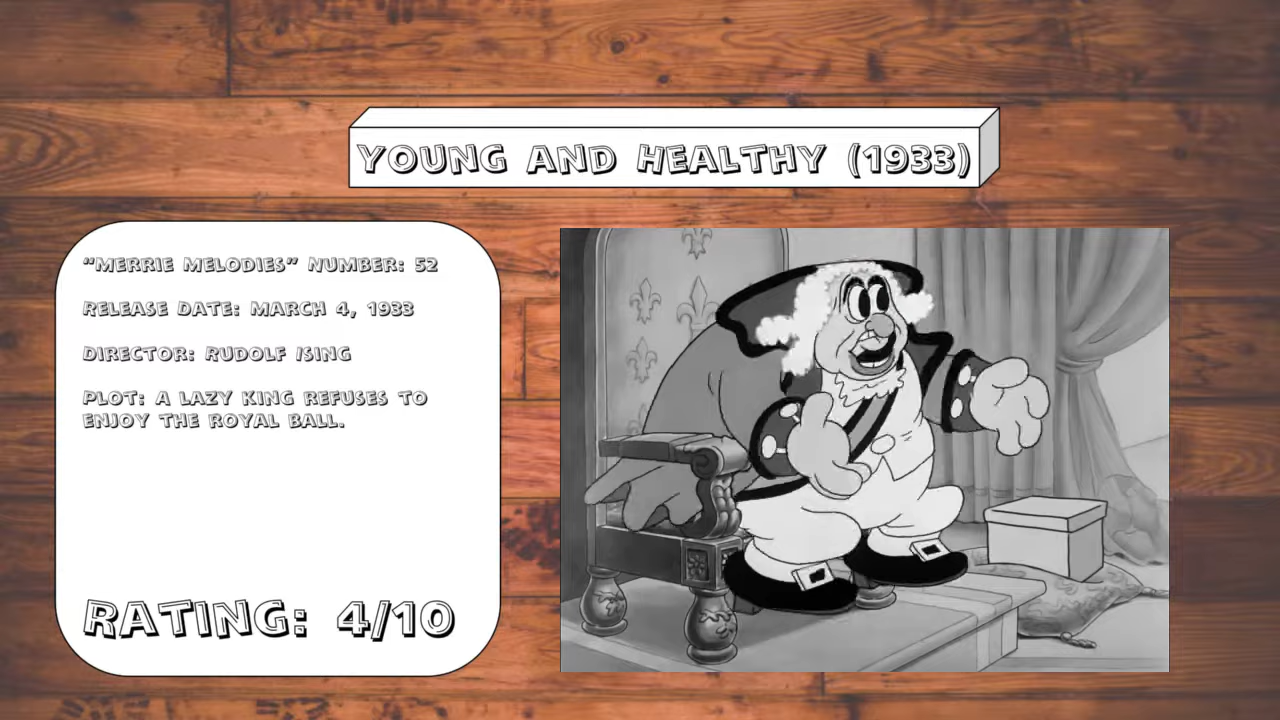 YOUNG AND HEALTHY (1933)
"MERRIE MELODIES" NUMBER: 52
RELEASE DATE: MARCH 4, 1933
DIRECTOR: RUDOLF ISING
PLOT: A LAZY KING REFUSES TO
ENJOY THE ROYAL BALL.
RATING: 4/10